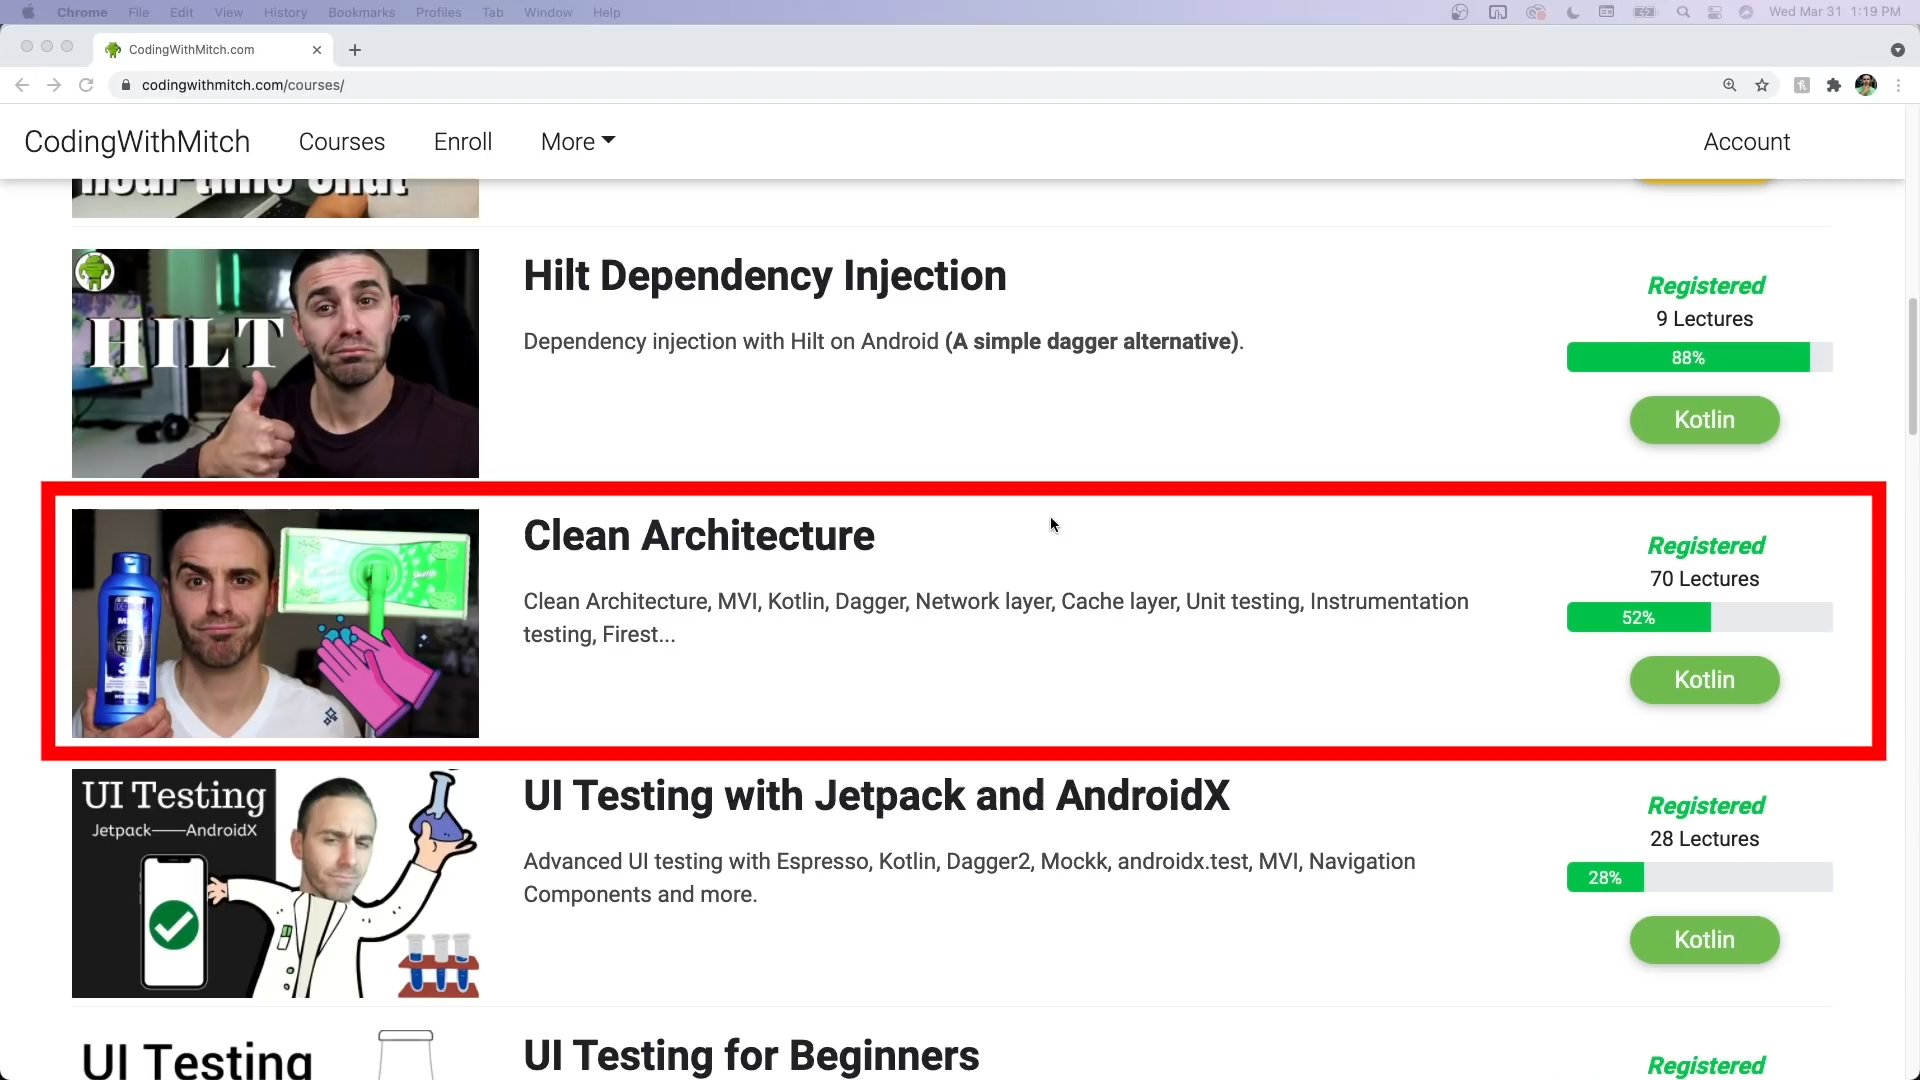 Chrome File Edit View History Bookmarks Profiles Tab Window Help Wed Mar 31 1:19 PM
CodingWithMitch.com
codingwithmitch.com/courses/
CodingWithMitch Courses Enroll More Account
HILT
Hilt Dependency Injection
Dependency injection with Hilt on Android (A simple dagger alternative).
Registered
9 Lectures
88%
Kotlin
Clean Architecture
Clean Architecture, MVI, Kotlin, Dagger, Network layer, Cache layer, Unit testing, Instrumentation
testing, Firest...
Registered
70 Lectures
52%
Kotlin
UI Testing
Jetpack——AndroidX
UI Testing with Jetpack and AndroidX
Advanced UI testing with Espresso, Kotlin, Dagger2, Mockk, androidx.test, MVI, Navigation
Components and more.
Registered
28 Lectures
28%
Kotlin
UI Testing
UI Testing for Beginners
Registered